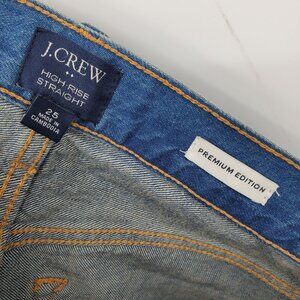 J.CREW
HIGH-RISE
STRAIGHT
25
MADE IN
CAMBODIA
PREMIUM EDITION